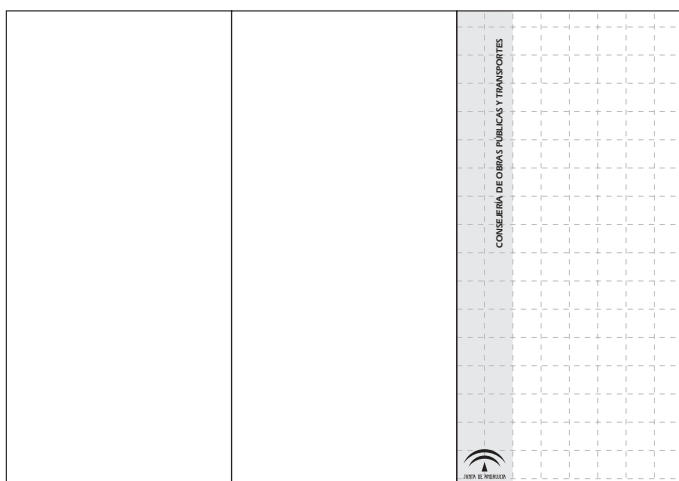 CONSEJERÍA DE OBRAS PÚBLICAS Y TRANSPORTES
JUNTA DE ANDALUCIA